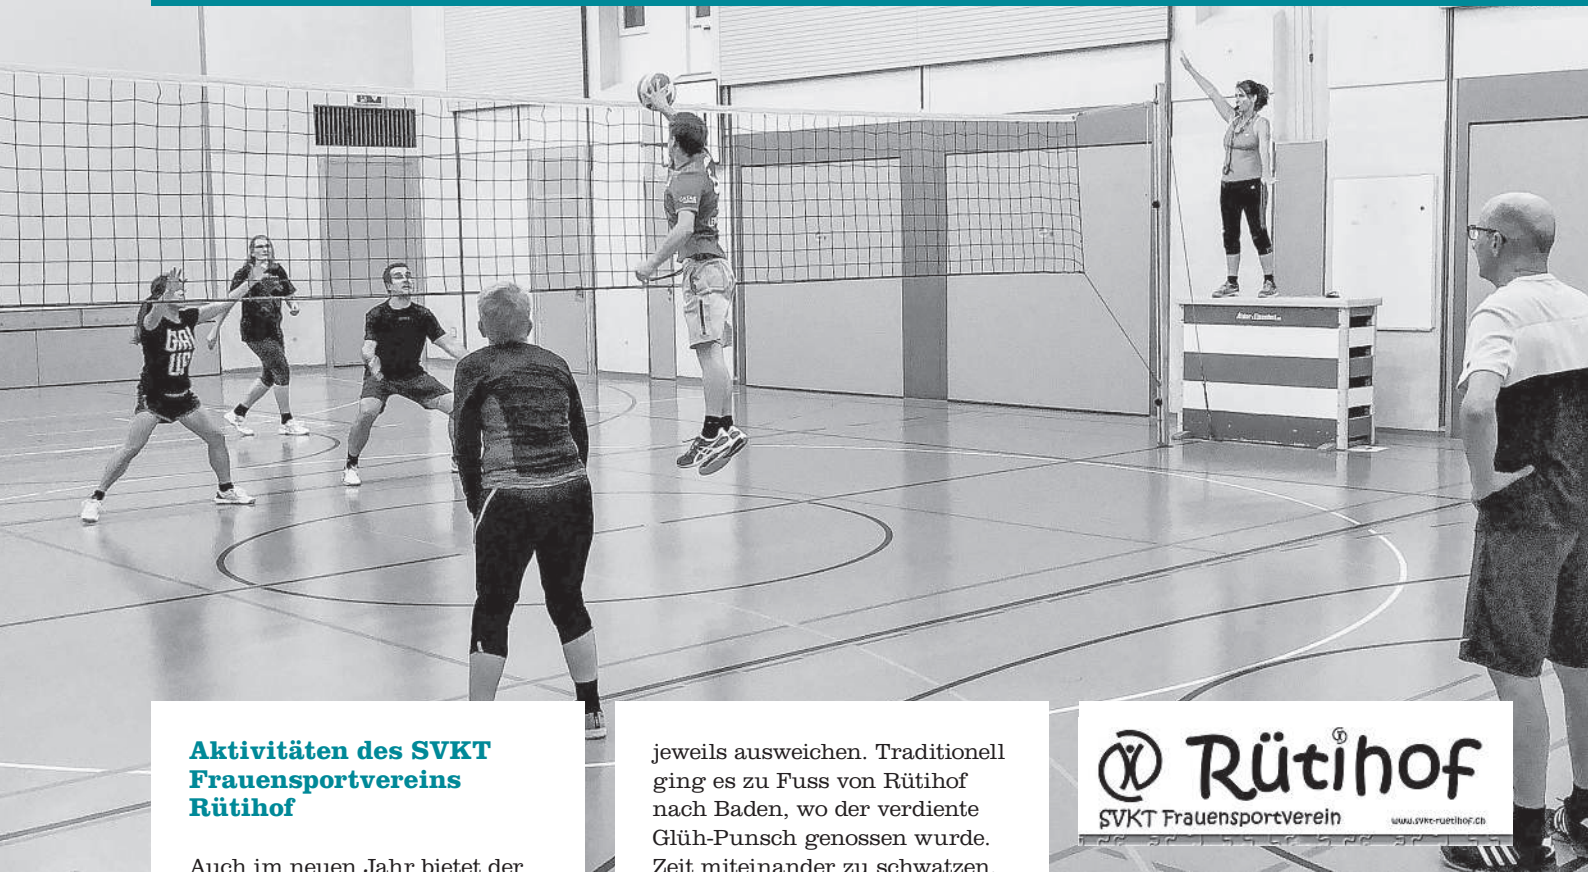 GRL
UP
Aktivitäten des SVKT
Frauensportvereins
Rütihof
Auch im neuen Jahr bietet der
jeweils ausweichen. Traditionell
ging es zu Fuss von Rütihof
nach Baden, wo der verdiente
Glüh-Punsch genossen wurde.
Zeit miteinander zu schwatzen,
Rütihof
SVKT Frauensportverein
www.svkt-ruetihof.ch